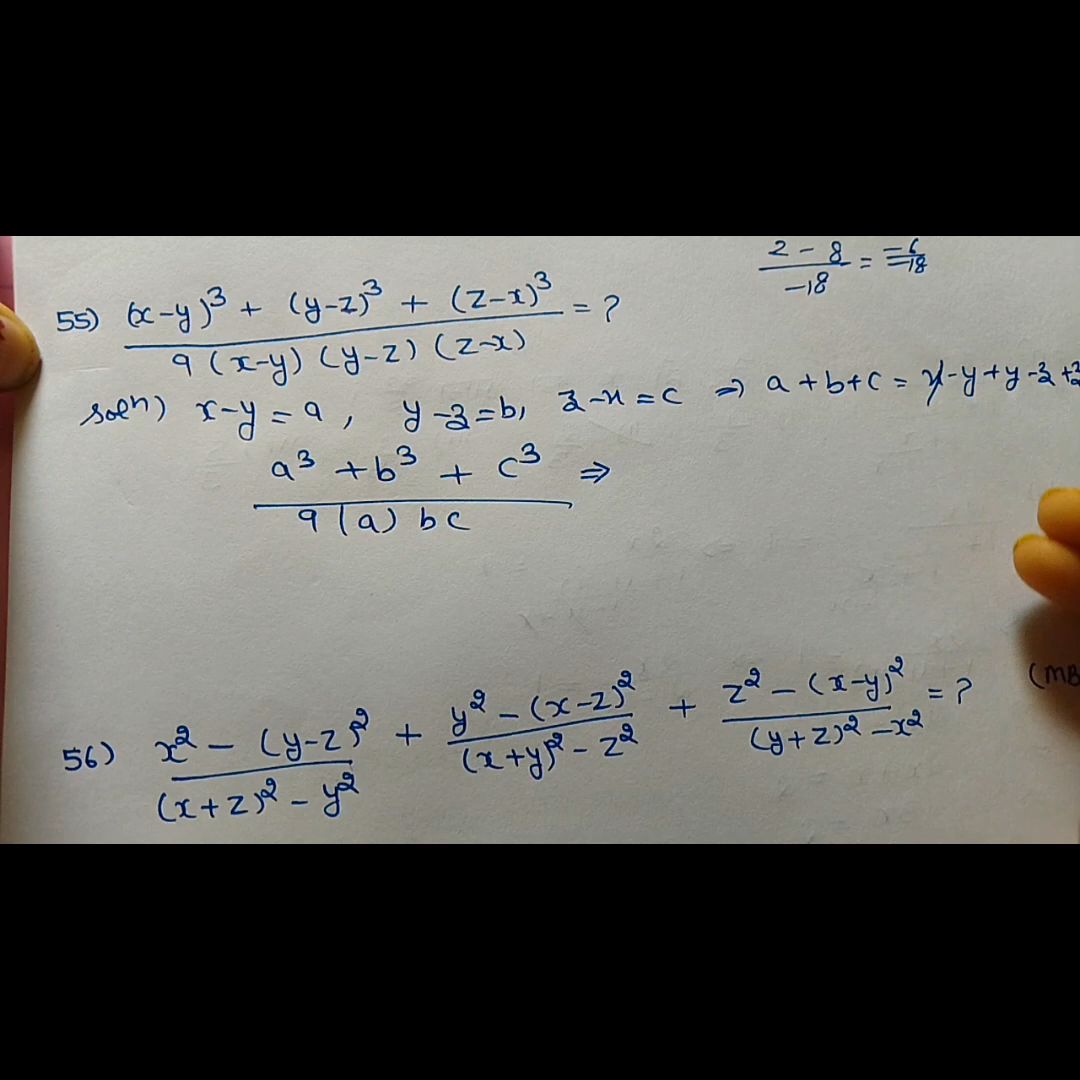 2 - 8 / -18 = -6 / -18
55) (x-y)³ + (y-z)³ + (z-x)³ = ?
9 (x-y) (y-z) (z-x)
soln) x-y = a , y-z = b, z-x = c ⇒ a+b+c = x-y+y-z+z
a³ + b³ + c³ ⇒
9 (a) bc
56) x² - (y-z)² + y² - (x-z)² + z² - (x-y)² = ?
(x+z)² - y² (x+y)² - z² (y+z)² - x²